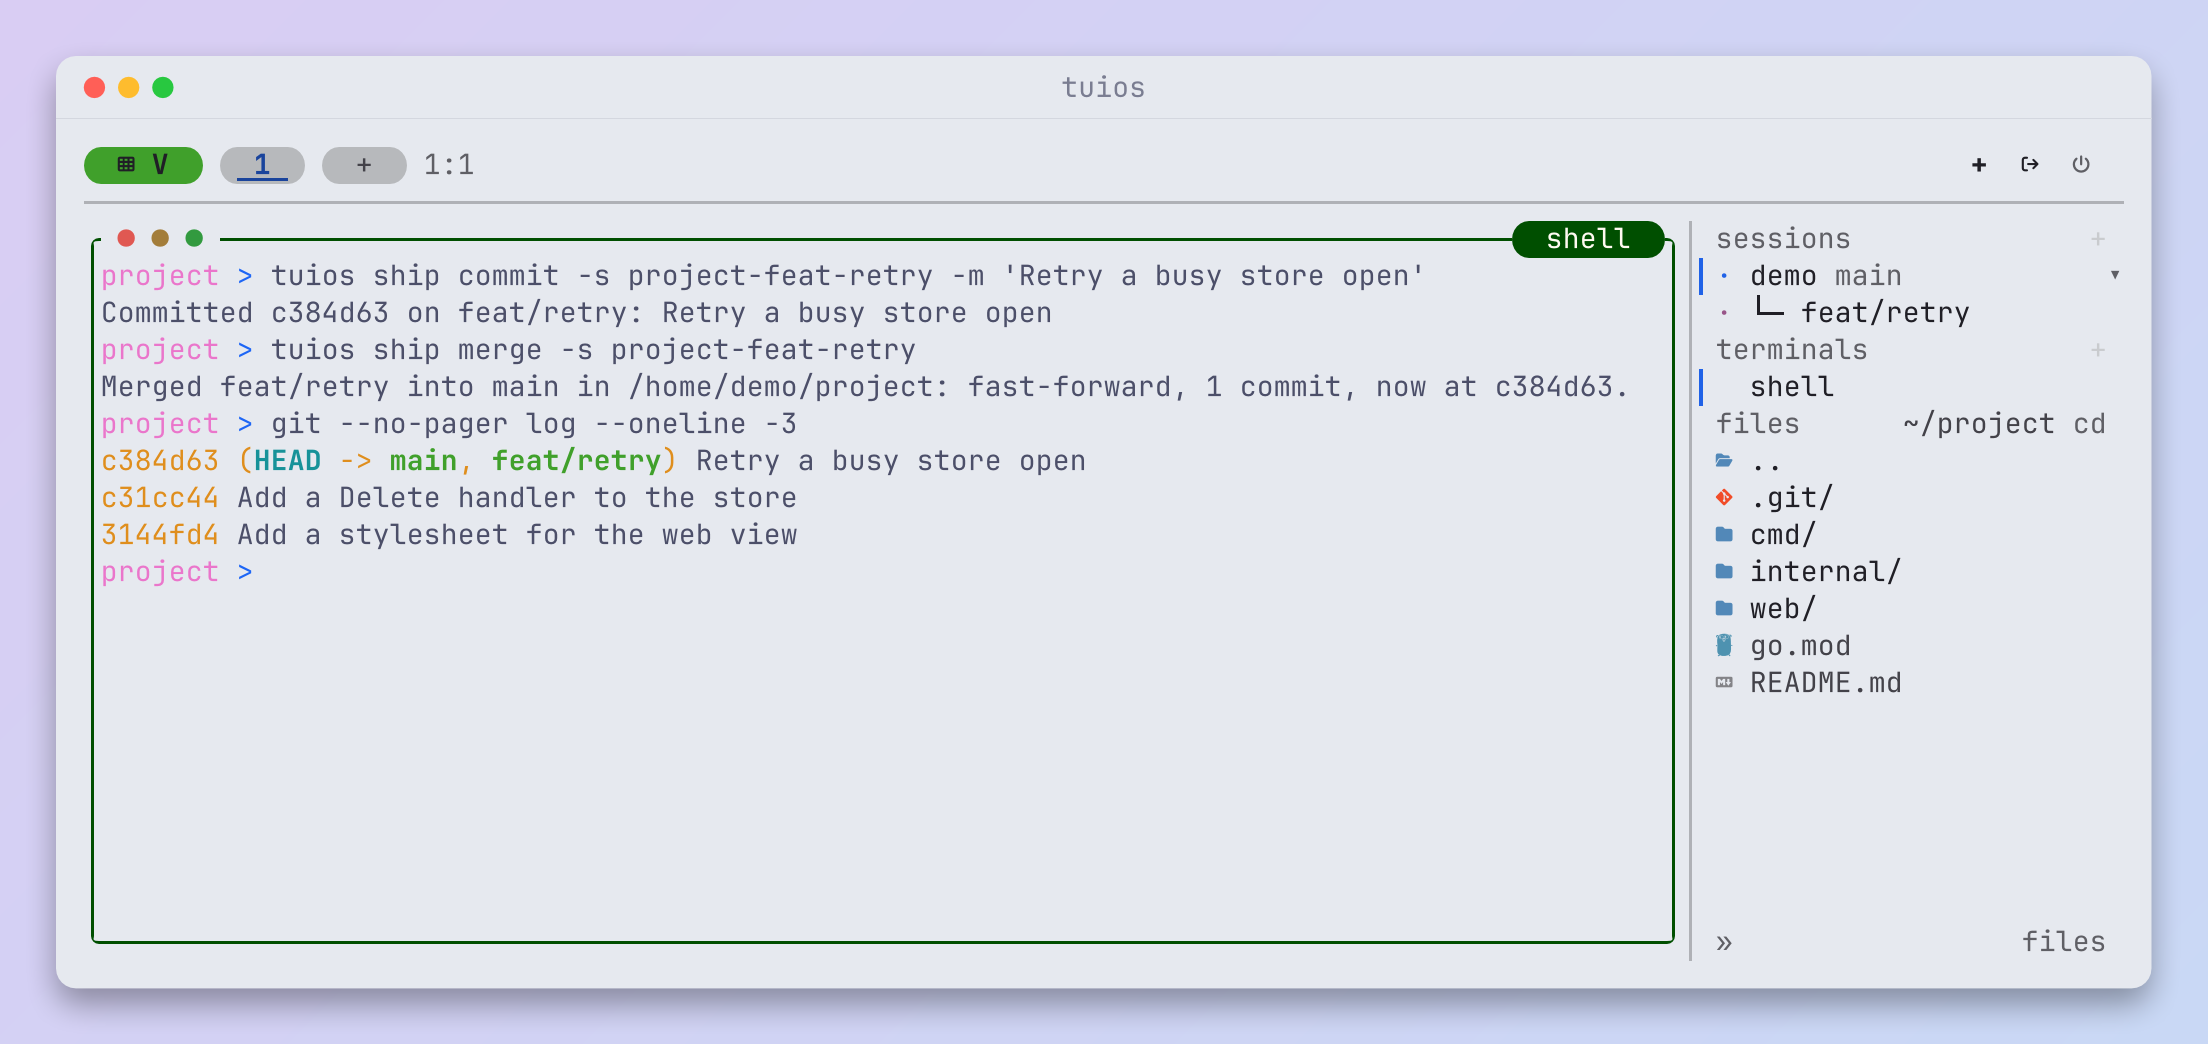 tuios
V 1 + 1:1
shell
project > tuios ship commit -s project-feat-retry -m 'Retry a busy store open'
Committed c384d63 on feat/retry: Retry a busy store open
project > tuios ship merge -s project-feat-retry
Merged feat/retry into main in /home/demo/project: fast-forward, 1 commit, now at c384d63.
project > git --no-pager log --oneline -3
c384d63 (HEAD -> main, feat/retry) Retry a busy store open
c31cc44 Add a Delete handler to the store
3144fd4 Add a stylesheet for the web view
project >
sessions +
· demo main ▾
· └─ feat/retry
terminals +
shell
files ~/project cd
..
.git/
cmd/
internal/
web/
go.mod
README.md
» files